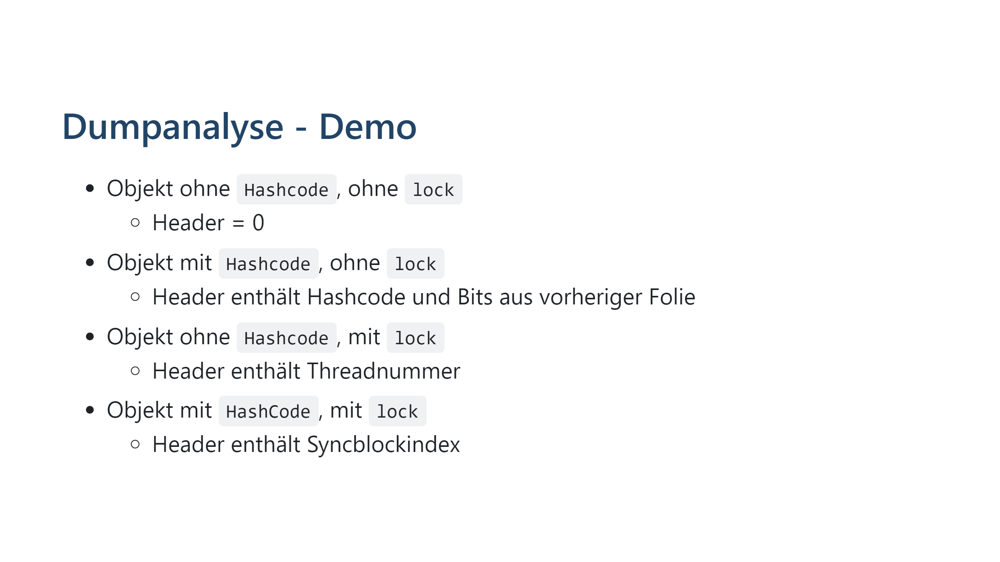 Dumpanalyse - Demo
Objekt ohne Hashcode, ohne lock
Header = 0
Objekt mit Hashcode, ohne lock
Header enthält Hashcode und Bits aus vorheriger Folie
Objekt ohne Hashcode, mit lock
Header enthält Threadnummer
Objekt mit HashCode, mit lock
Header enthält Syncblockindex